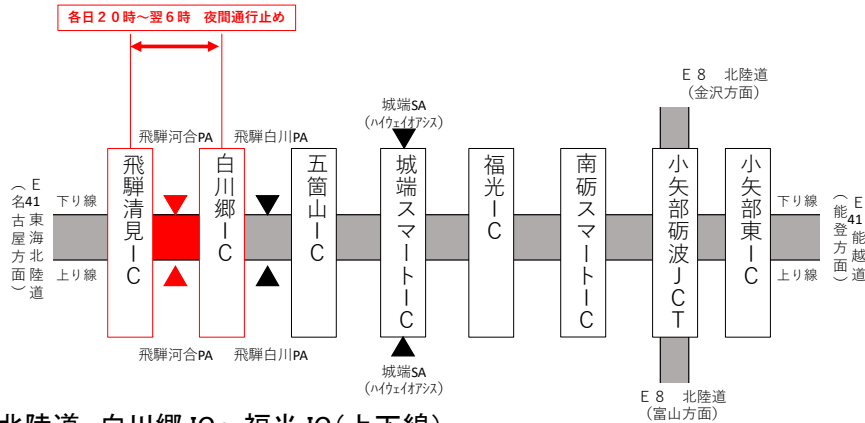 各日２０時～翌６時　夜間通行止め
Ｅ８　北陸道
（金沢方面）
城端SA
（ﾊｲｳｪｲｵｱｼｽ）
飛騨河合PA
飛騨白川PA
Ｅ41東海北陸道
（名古屋方面）
下り線
上り線
飛騨清見ＩＣ
白川郷ＩＣ
五箇山ＩＣ
城端スマートＩＣ
福光ＩＣ
南砺スマートＩＣ
小矢部砺波ＪＣＴ
小矢部東ＩＣ
下り線
上り線
Ｅ41能越道
（能登方面）
飛騨河合PA
飛騨白川PA
城端SA
（ﾊｲｳｪｲｵｱｼｽ）
Ｅ８　北陸道
（富山方面）